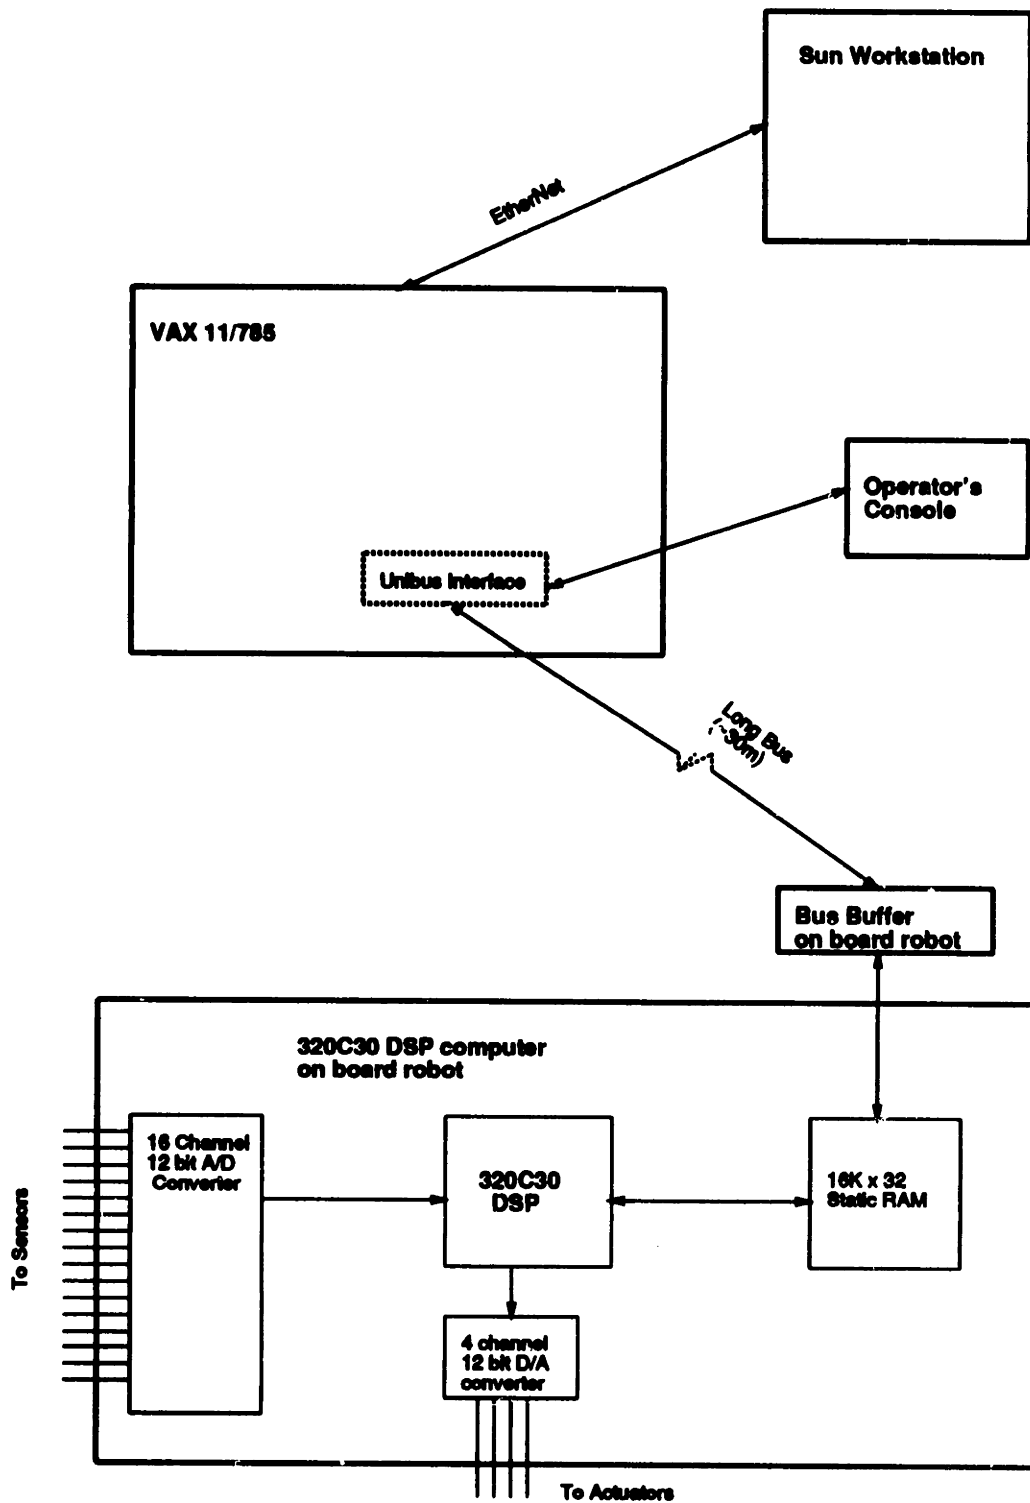 Sun Workstation
EtherNet
VAX 11/785
Operator's
Console
Unibus Interface
Long Bus
(~30m)
Bus Buffer
on board robot
320C30 DSP computer
on board robot
16 Channel
12 bit A/D
Converter
320C30
DSP
16K x 32
Static RAM
To Sensors
4 channel
12 bit D/A
converter
To Actuators